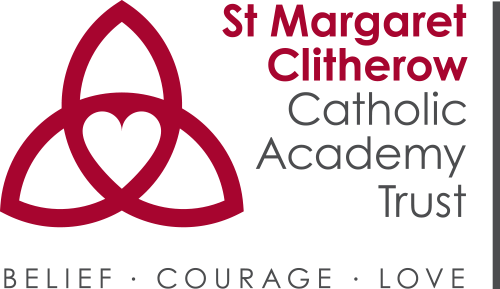 St Margaret
Clitherow
Catholic
Academy
Trust
BELIEF · COURAGE · LOVE